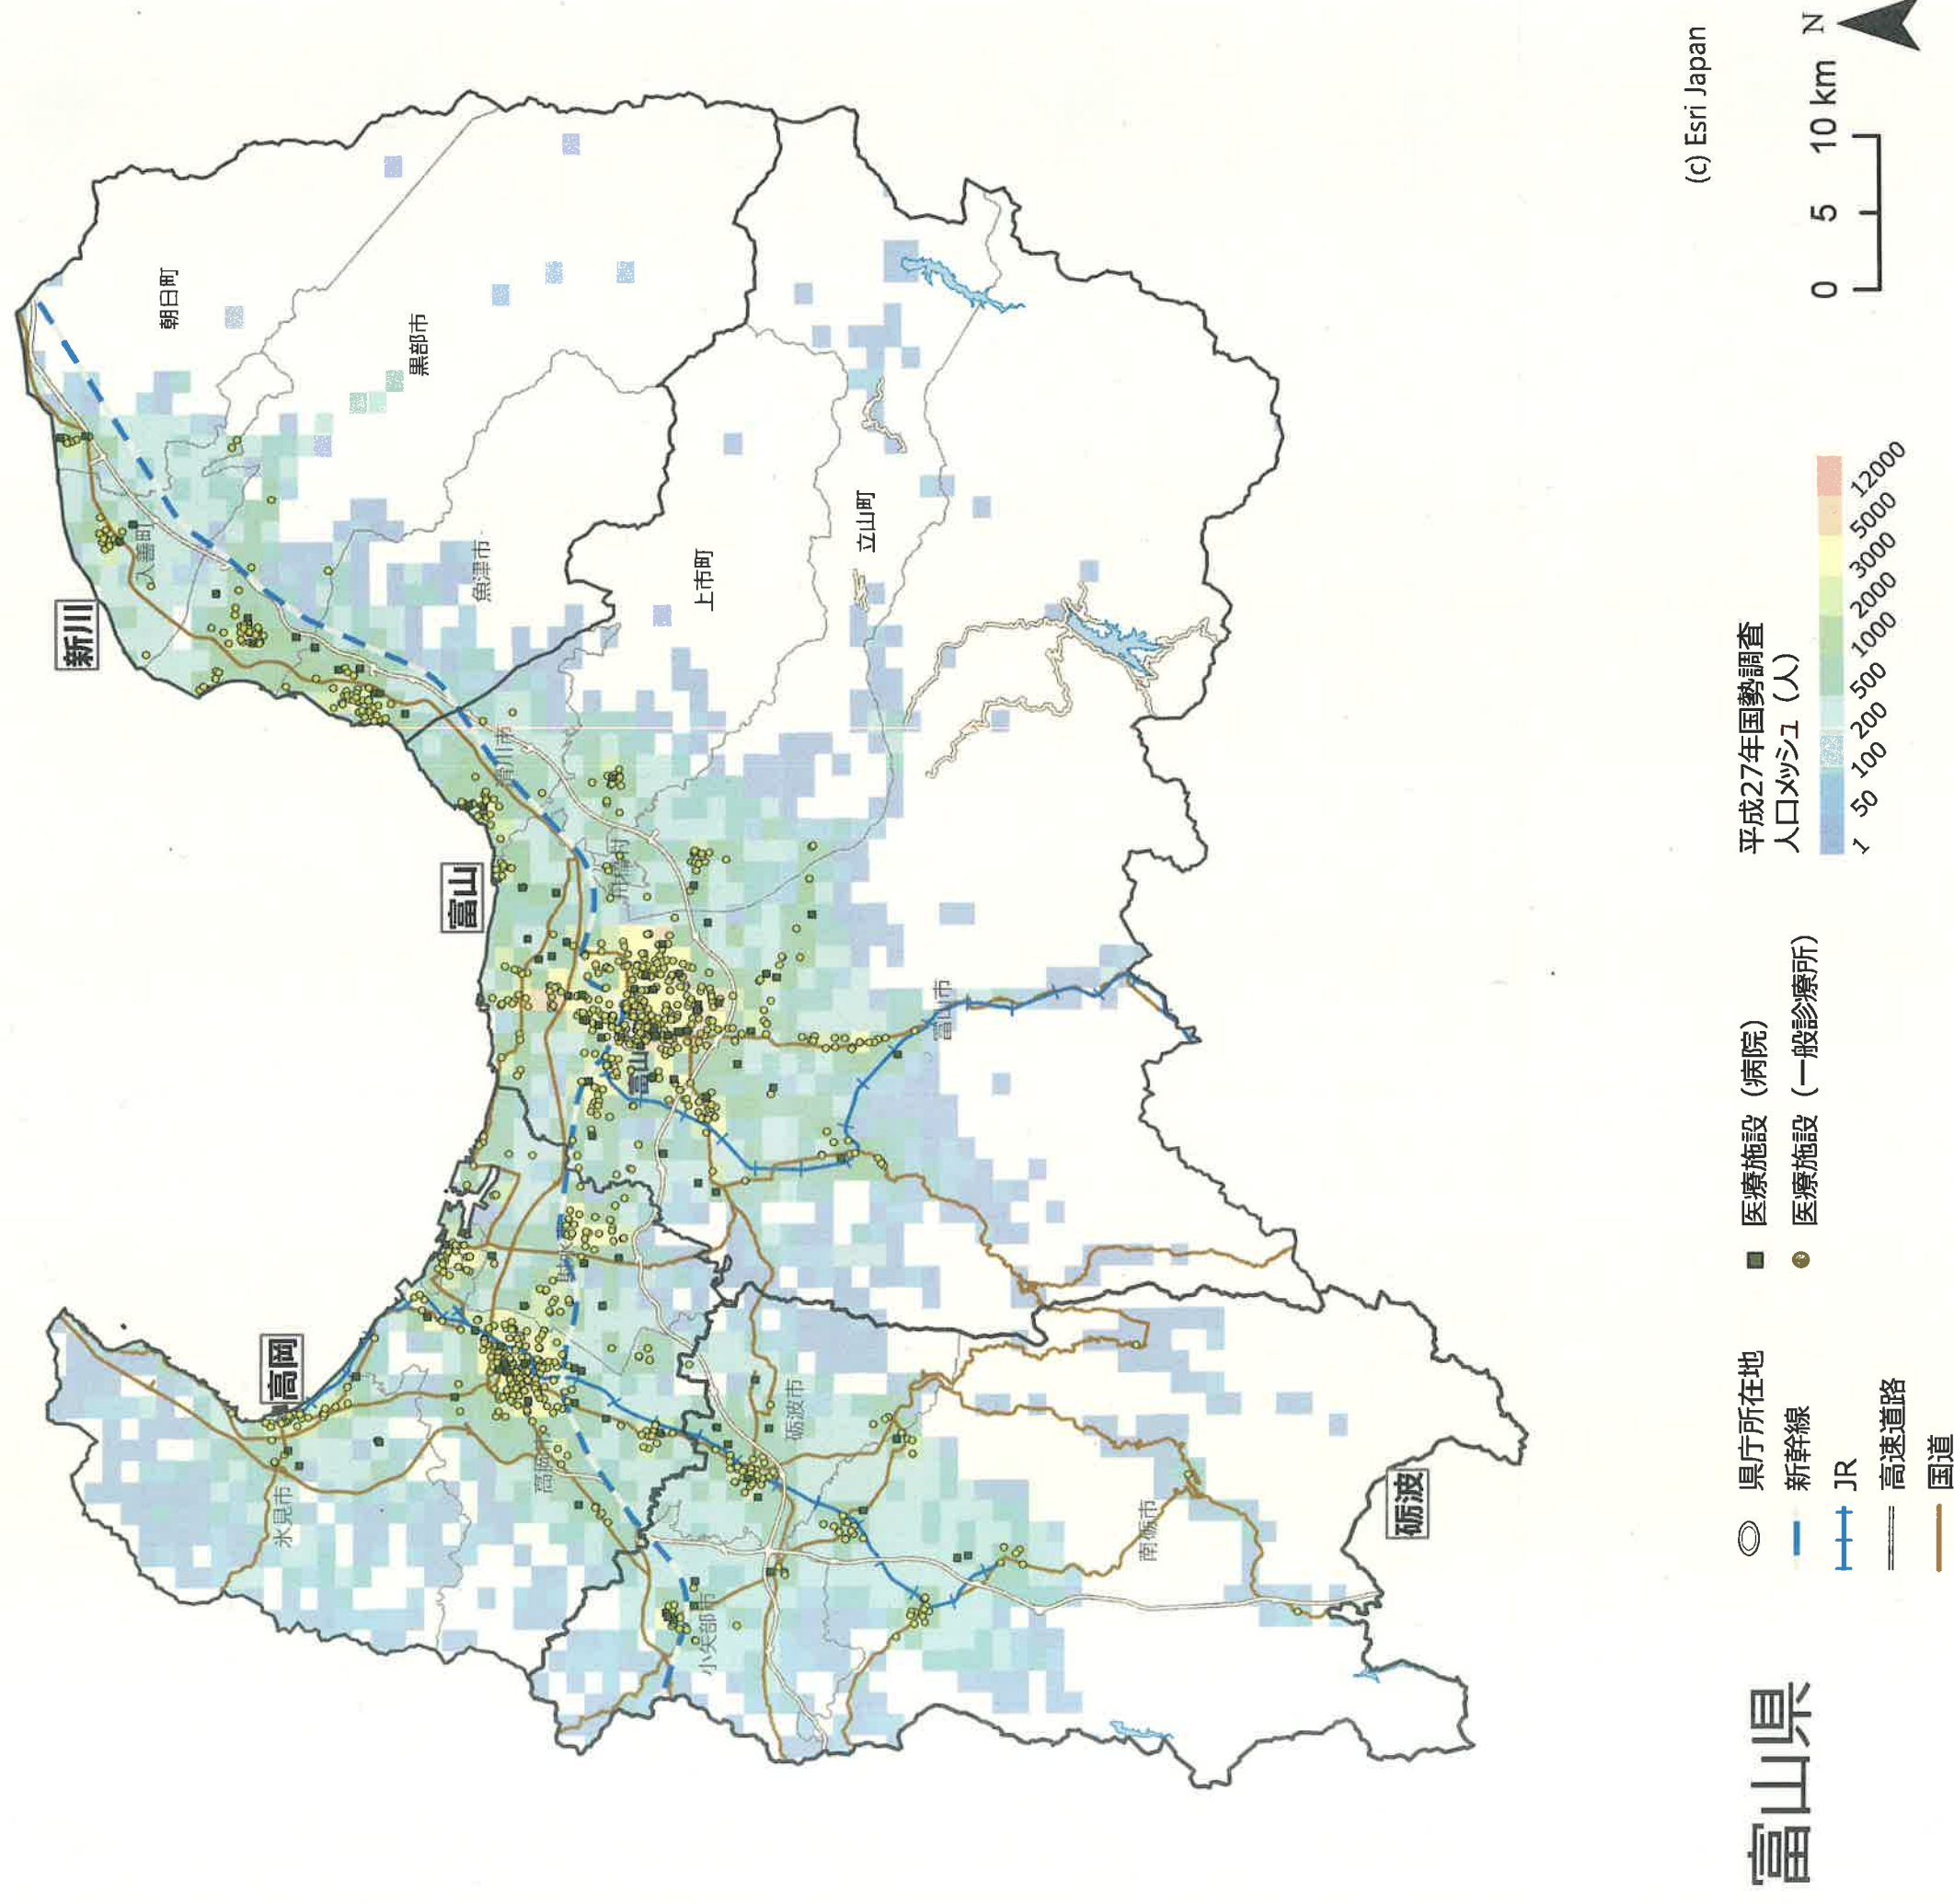 富山県
新川
富山
高岡
砺波
朝日町
黒部市
入善町
魚津市
上市町
立山町
滑川市
舟橋村
富山市
富山
氷見市
高岡市
砺波市
小矢部市
南砺市
県庁所在地
新幹線
JR
高速道路
国道
医療施設(病院)
医療施設(一般診療所)
平成27年国勢調査
人口メッシュ(人)
1 50 100 200 500 1000 2000 3000 5000 12000
(c) Esri Japan
0 5 10 km
N